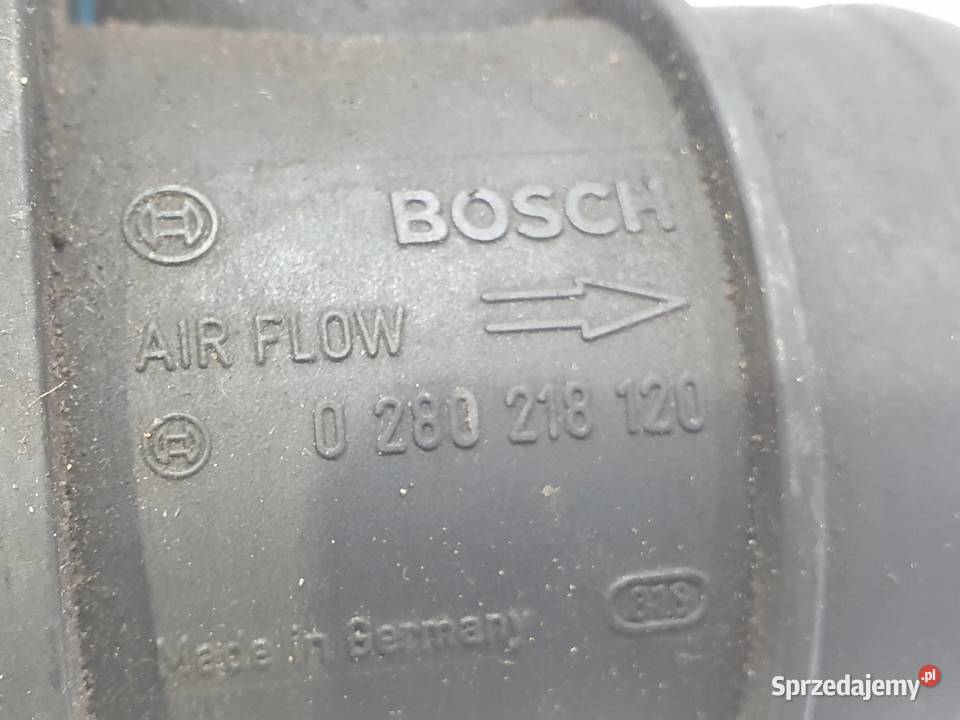 BOSCH
AIR FLOW
0 280 218 120
Made in Germany
Sprzedajemy.pl